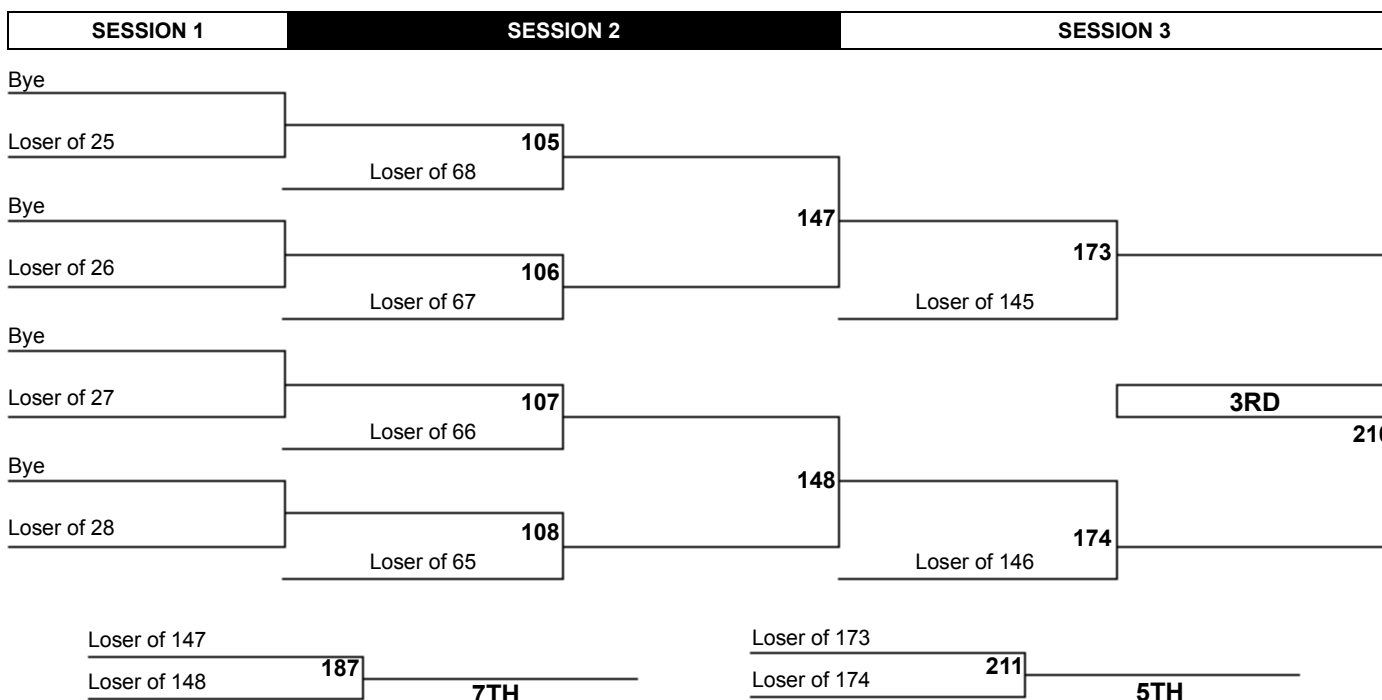 SESSION 1 SESSION 2 SESSION 3
Bye
Loser of 25
105
Loser of 68
Bye
147
Loser of 26
106
173
Loser of 67
Loser of 145
Bye
Loser of 27
107
3RD
Loser of 66
Bye
148
Loser of 28
108
174
Loser of 65
Loser of 146
Loser of 147
187
Loser of 148
7TH
Loser of 173
211
Loser of 174
5TH